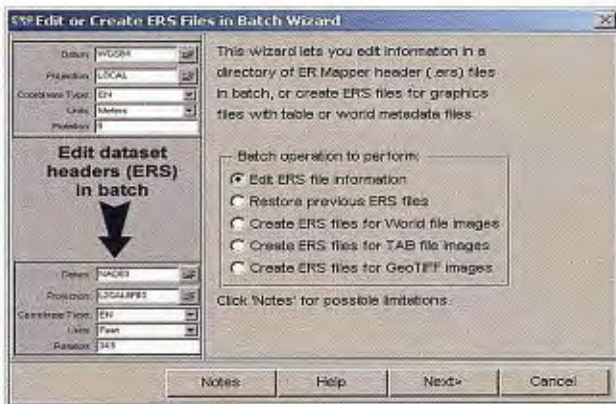 Edit or Create ERS Files in Batch Wizard
Datum: WGS84
Projection: LOCAL
Coordinate Type: EN
Units: Meters
Rotation: 0
Edit dataset
headers (ERS)
in batch
Datum: NAD83
Projection:
Coordinate Type: EN
Units: Feet
Rotation:
This wizard lets you edit information in a
directory of ER Mapper header (.ers) files
in batch, or create ERS files for graphics
files with table or world metadata files.
Batch operation to perform:
Edit ERS file information
Restore previous ERS files
Create ERS files for World file images
Create ERS files for TAB file images
Create ERS files for GeoTIFF images
Click 'Notes' for possible limitations.
Notes
Help
Next>
Cancel